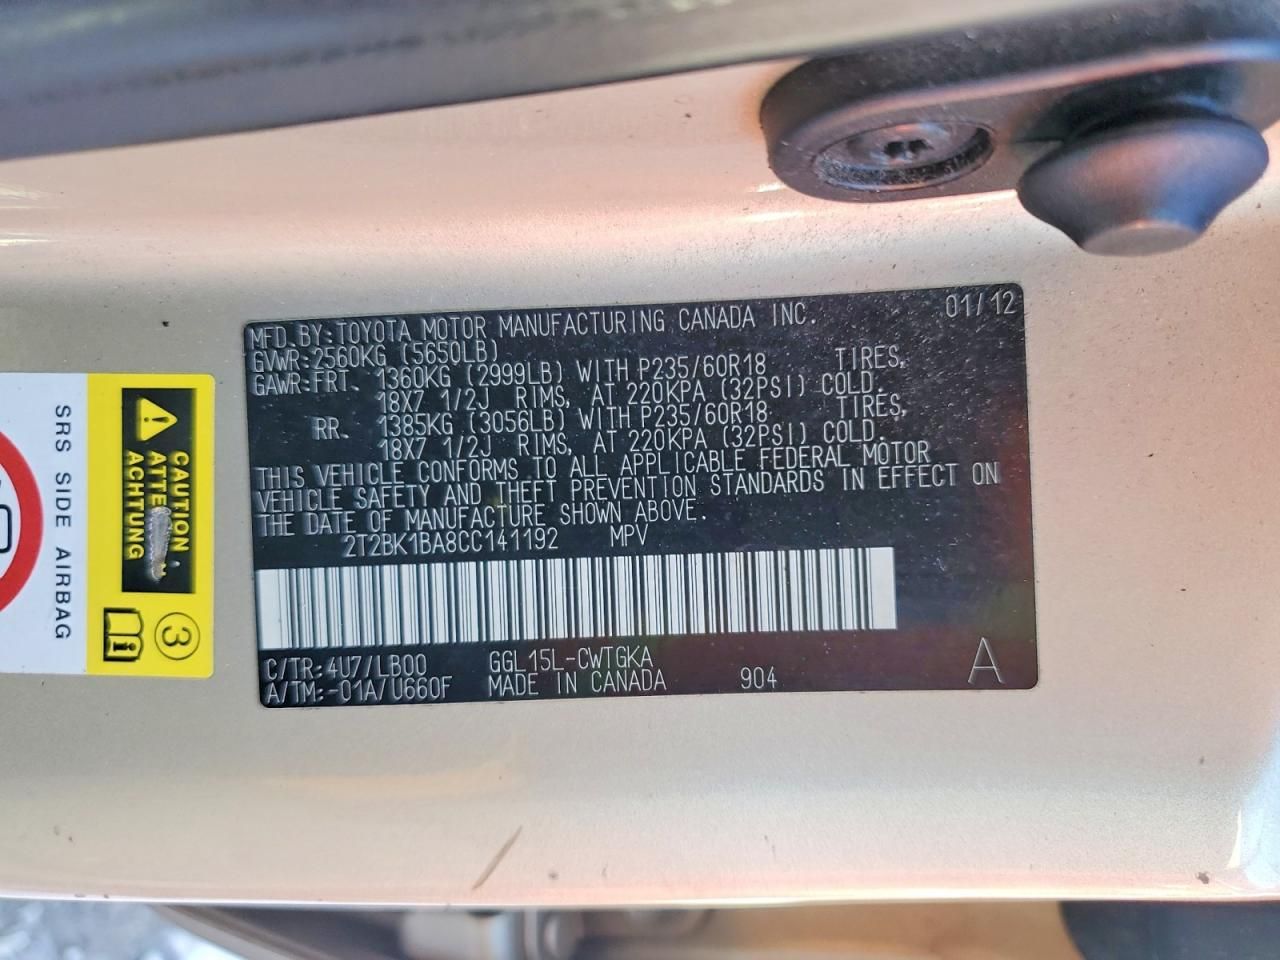 MFD.BY:TOYOTA MOTOR MANUFACTURING CANADA INC. 01/12
GVWR:2560KG (5650LB)
GAWR:FRT. 1360KG (2999LB) WITH P235/60R18 TIRES,
18X7 1/2J RIMS, AT 220KPA (32PSI) COLD.
RR. 1385KG (3056LB) WITH P235/60R18 TIRES,
18X7 1/2J RIMS, AT 220KPA (32PSI) COLD.
THIS VEHICLE CONFORMS TO ALL APPLICABLE FEDERAL MOTOR
VEHICLE SAFETY AND THEFT PREVENTION STANDARDS IN EFFECT ON
THE DATE OF MANUFACTURE SHOWN ABOVE.
2T2BK1BA8CC141192 MPV
C/TR:4U7/LB00 GGL15L-CWTGKA
A/TM:-01A/U660F MADE IN CANADA 904 A
CAUTION
ACHTUNG
3
SRS SIDE AIRBAG